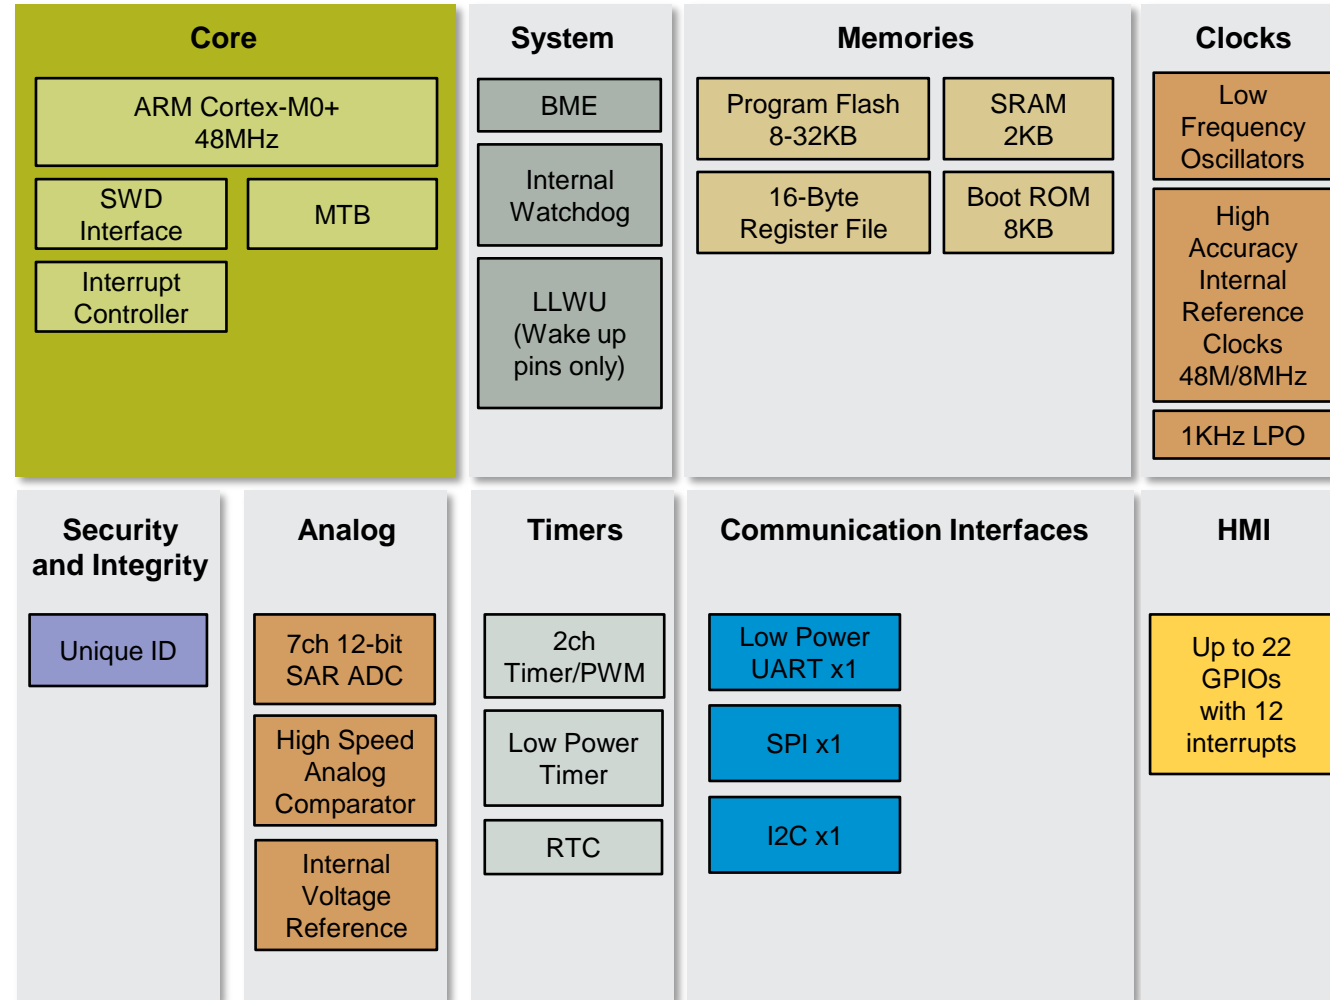 Core
ARM Cortex-M0+
48MHz
SWD
Interface
MTB
Interrupt
Controller
System
BME
Internal
Watchdog
LLWU
(Wake up
pins only)
Memories
Program Flash
8-32KB
SRAM
2KB
16-Byte
Register File
Boot ROM
8KB
Clocks
Low
Frequency
Oscillators
High
Accuracy
Internal
Reference
Clocks
48M/8MHz
1KHz LPO
Security
and Integrity
Unique ID
Analog
7ch 12-bit
SAR ADC
High Speed
Analog
Comparator
Internal
Voltage
Reference
Timers
2ch
Timer/PWM
Low Power
Timer
RTC
Communication Interfaces
Low Power
UART x1
SPI x1
I2C x1
HMI
Up to 22
GPIOs
with 12
interrupts